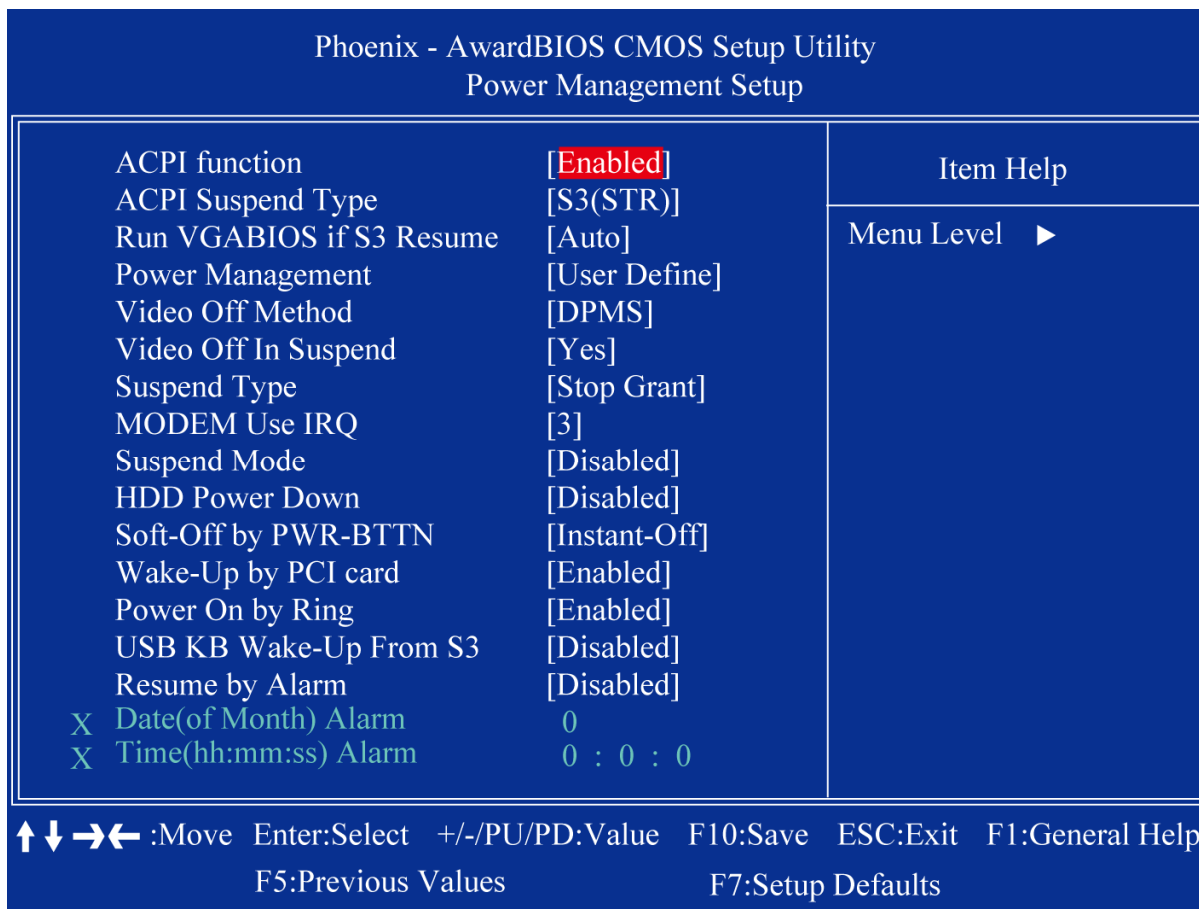 Phoenix - AwardBIOS CMOS Setup Utility
Power Management Setup
ACPI function [Enabled]
ACPI Suspend Type [S3(STR)]
Run VGABIOS if S3 Resume [Auto]
Power Management [User Define]
Video Off Method [DPMS]
Video Off In Suspend [Yes]
Suspend Type [Stop Grant]
MODEM Use IRQ [3]
Suspend Mode [Disabled]
HDD Power Down [Disabled]
Soft-Off by PWR-BTTN [Instant-Off]
Wake-Up by PCI card [Enabled]
Power On by Ring [Enabled]
USB KB Wake-Up From S3 [Disabled]
Resume by Alarm [Disabled]
X Date(of Month) Alarm 0
X Time(hh:mm:ss) Alarm 0 : 0 : 0
Item Help
Menu Level ▶
↑↓→← :Move Enter:Select +/-/PU/PD:Value F10:Save ESC:Exit F1:General Help
F5:Previous Values F7:Setup Defaults